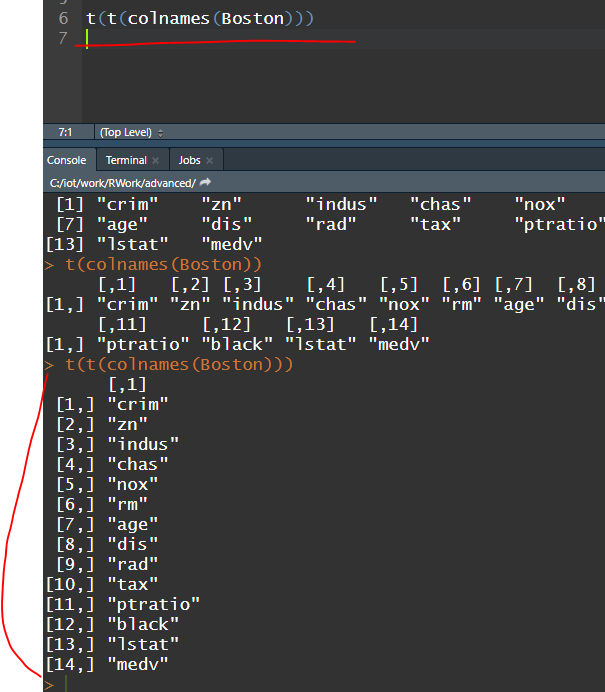 6 t(t(colnames(Boston)))
7
7:1 (Top Level)
Console Terminal × Jobs ×
C:/iot/work/RWork/advanced/
[1] "crim" "zn" "indus" "chas" "nox"
[7] "age" "dis" "rad" "tax" "ptratio"
[13] "lstat" "medv"
> t(colnames(Boston))
[,1] [,2] [,3] [,4] [,5] [,6] [,7] [,8]
[1,] "crim" "zn" "indus" "chas" "nox" "rm" "age" "dis"
[,11] [,12] [,13] [,14]
[1,] "ptratio" "black" "lstat" "medv"
> t(t(colnames(Boston)))
[,1]
[1,] "crim"
[2,] "zn"
[3,] "indus"
[4,] "chas"
[5,] "nox"
[6,] "rm"
[7,] "age"
[8,] "dis"
[9,] "rad"
[10,] "tax"
[11,] "ptratio"
[12,] "black"
[13,] "lstat"
[14,] "medv"
>